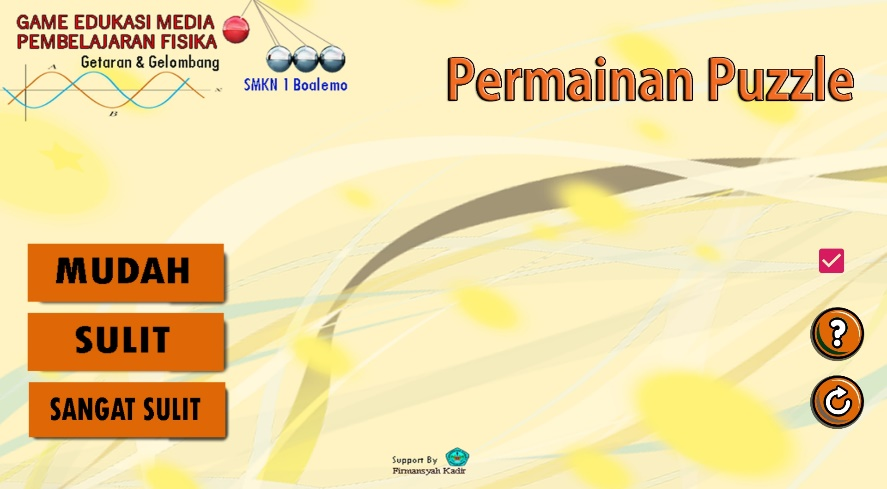 GAME EDUKASI MEDIA
PEMBELAJARAN FISIKA
Getaran & Gelombang
SMKN 1 Boalemo
A
x
B
Permainan Puzzle
MUDAH
SULIT
SANGAT SULIT
?
Support By
Firmansyah Kadir